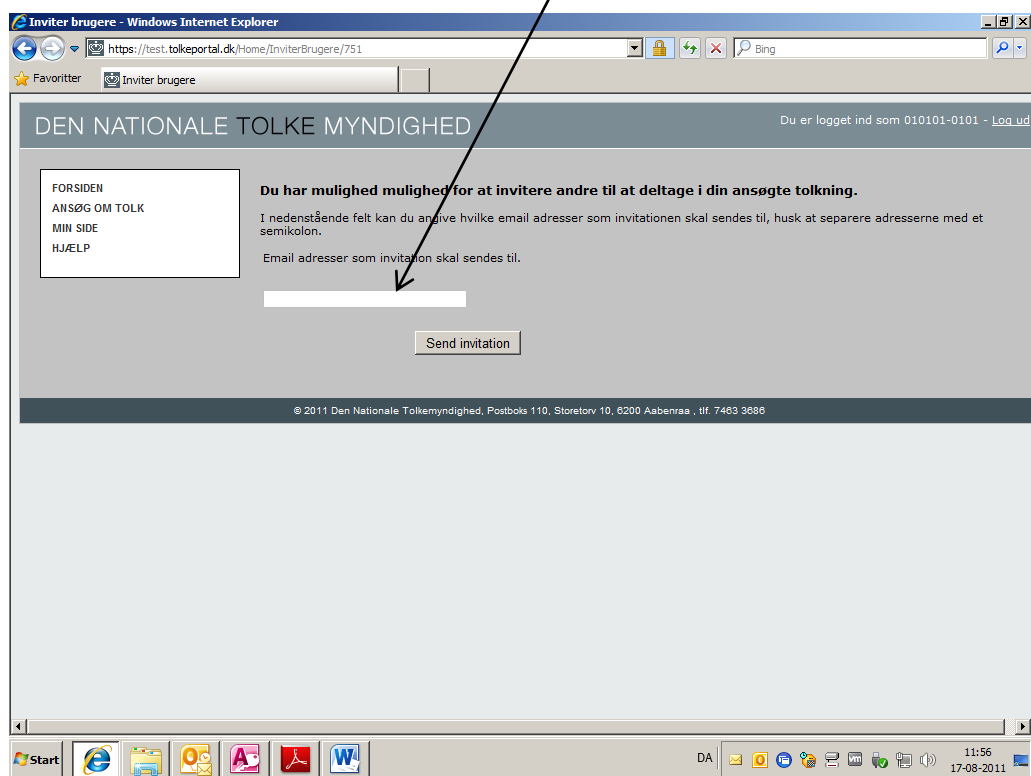 Inviter brugere - Windows Internet Explorer
https://test.tolkeportal.dk/Home/InviterBrugere/751
Bing
Favoritter
Inviter brugere
DEN NATIONALE TOLKE MYNDIGHED
Du er logget ind som 010101-0101 - Log ud
FORSIDEN
ANSØG OM TOLK
MIN SIDE
HJÆLP
Du har mulighed mulighed for at invitere andre til at deltage i din ansøgte tolkning.
I nedenstående felt kan du angive hvilke email adresser som invitationen skal sendes til, husk at separere adresserne med et
semikolon.
Email adresser som invitation skal sendes til.
Send invitation
© 2011 Den Nationale Tolkemyndighed, Postboks 110, Storetorv 10, 6200 Aabenraa , tlf. 7463 3686
Start
DA
11:56
17-08-2011